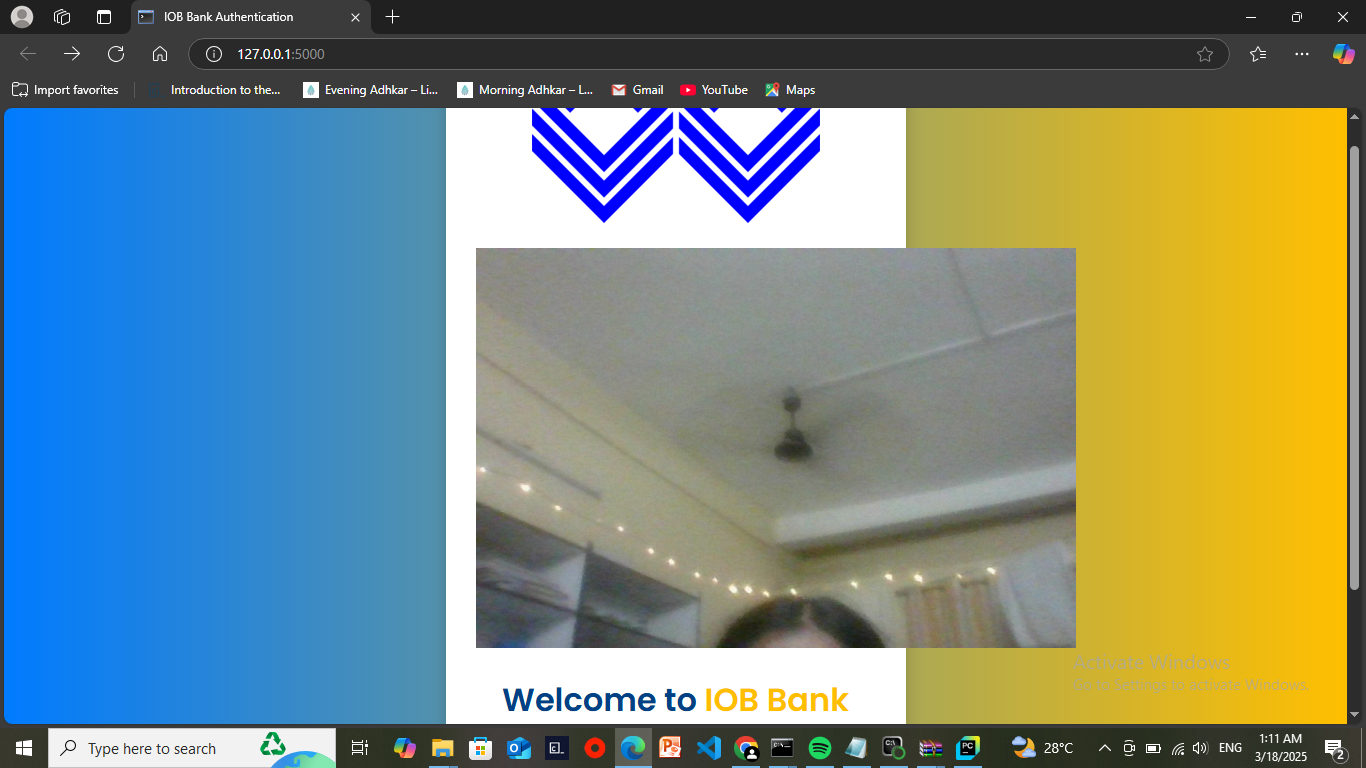 IOB Bank Authentication
127.0.0.1:5000
Import favorites
Introduction to the...
Evening Adhkar – Li...
Morning Adhkar – L...
Gmail
YouTube
Maps
Welcome to IOB Bank
Activate Windows
Go to Settings to activate Windows.
Type here to search
28°C
ENG
1:11 AM
3/18/2025
2